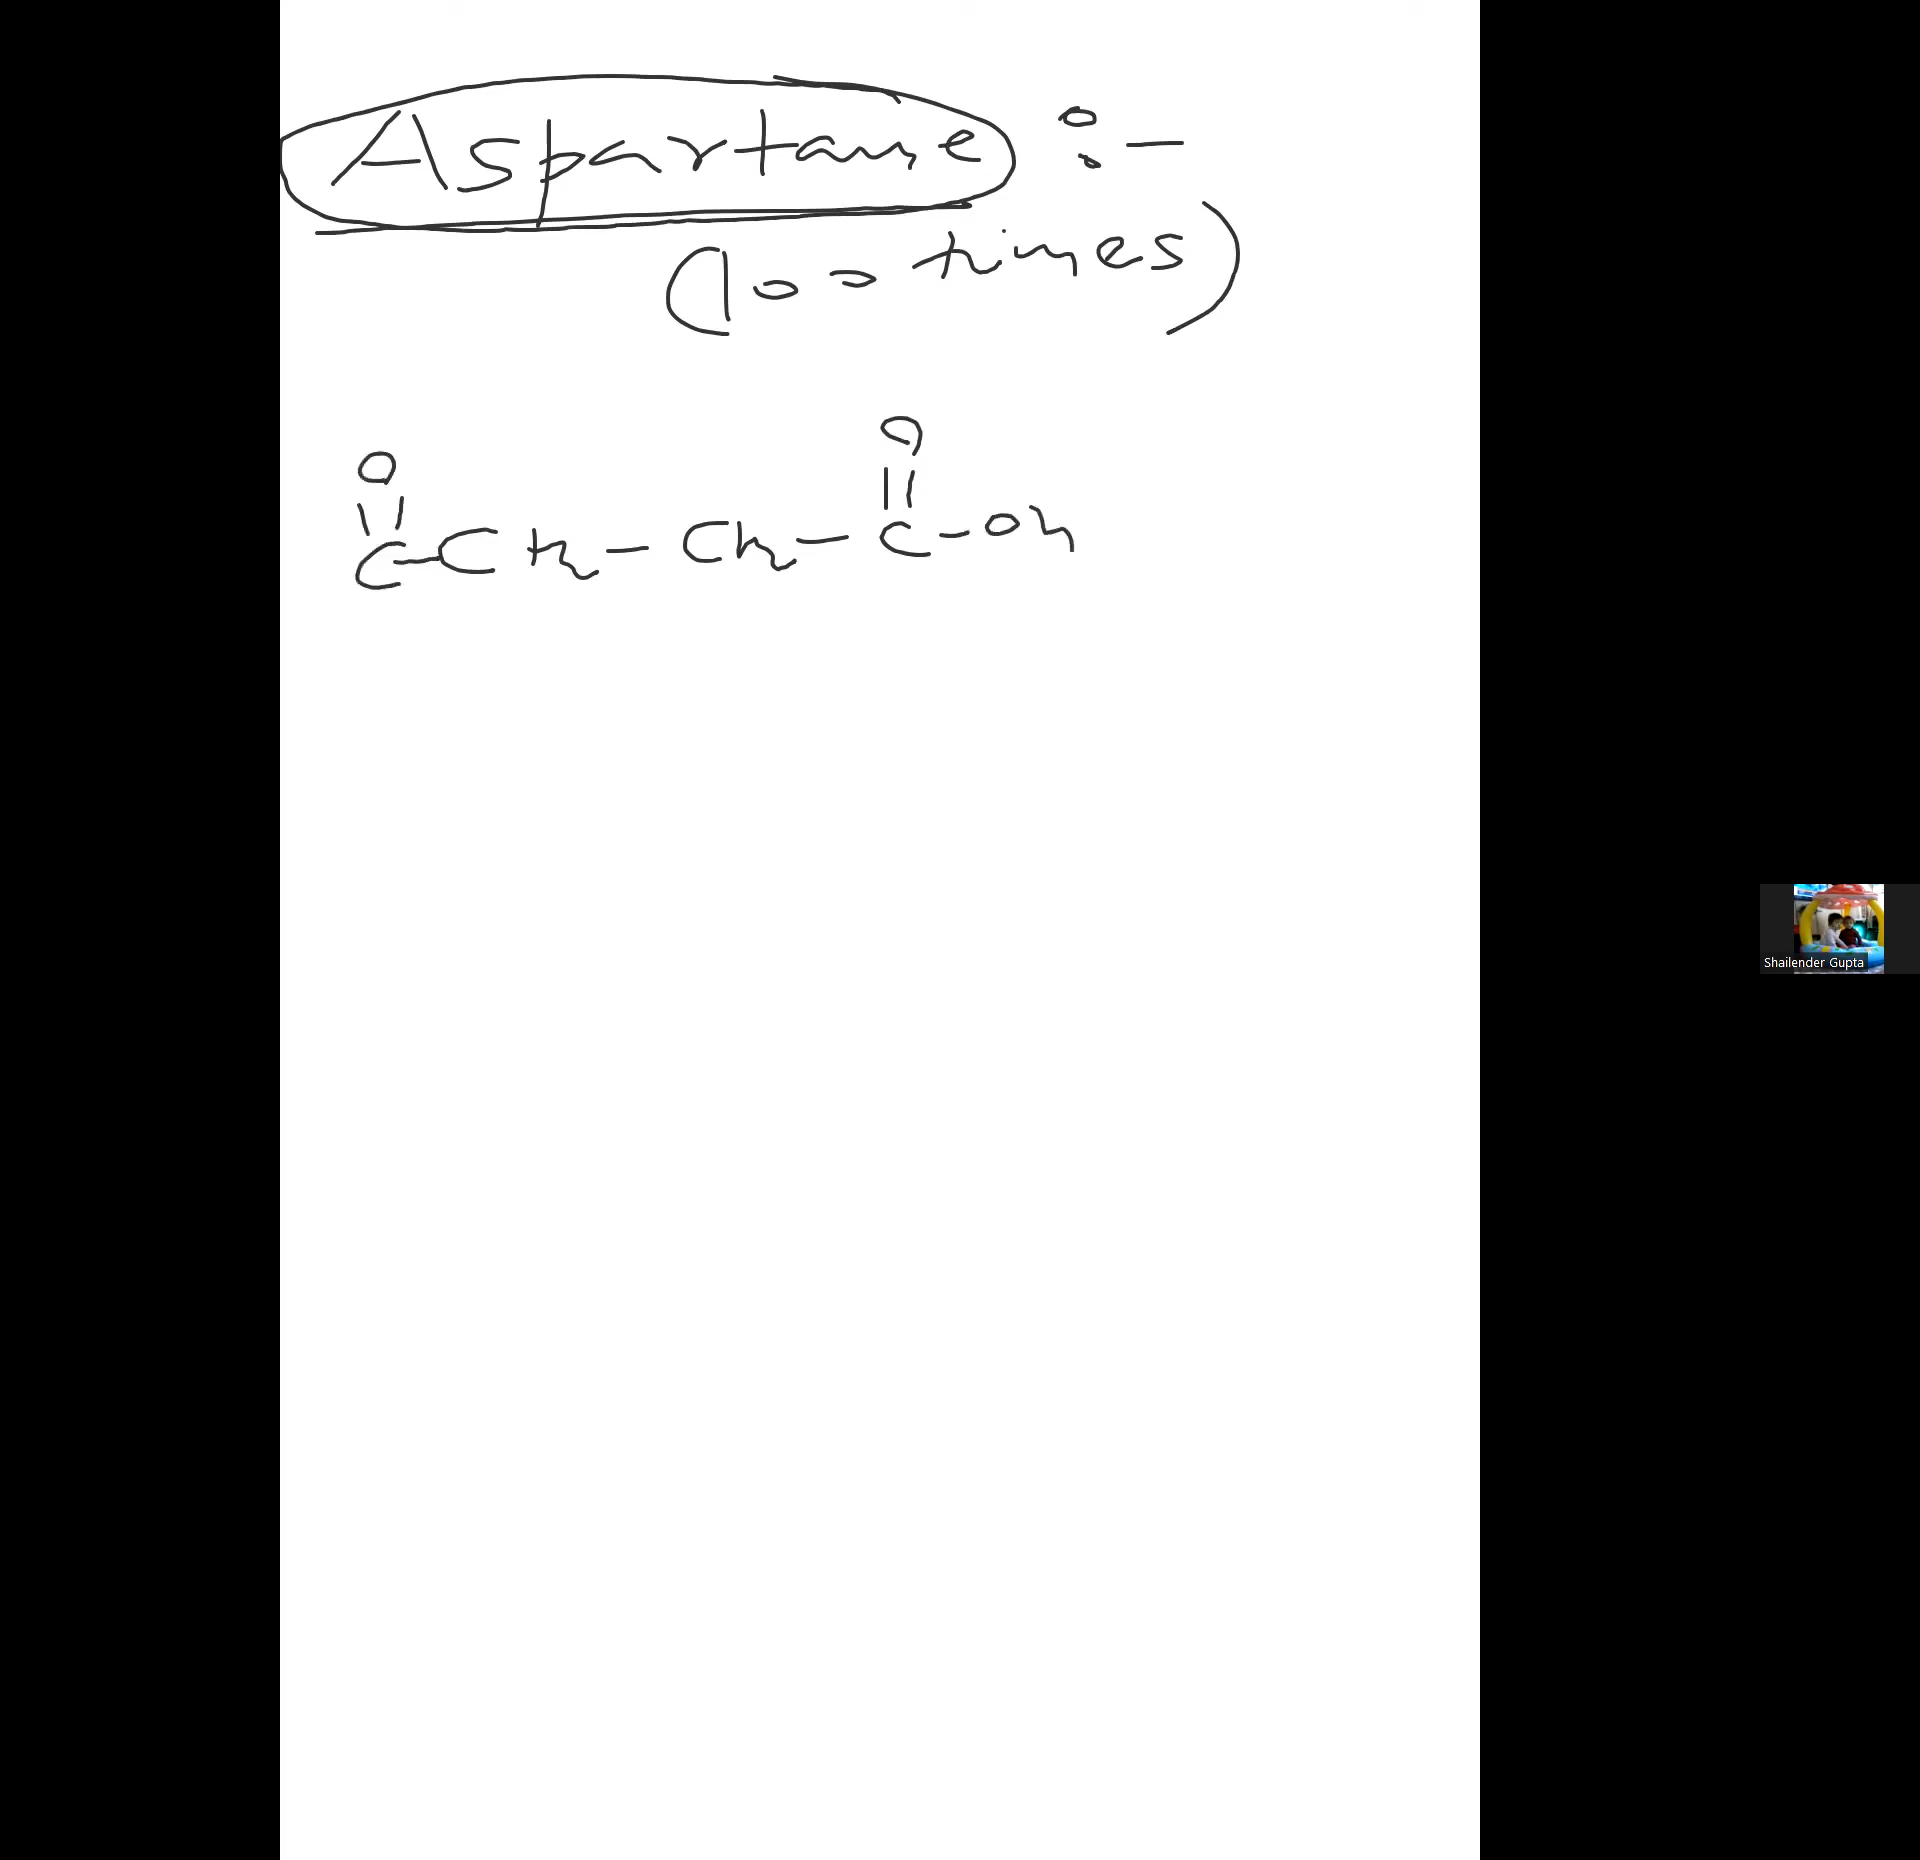 Aspartame :-
(100 times)
O O
|| ||
C-CH2-CH2-C-OH
Shailender Gupta